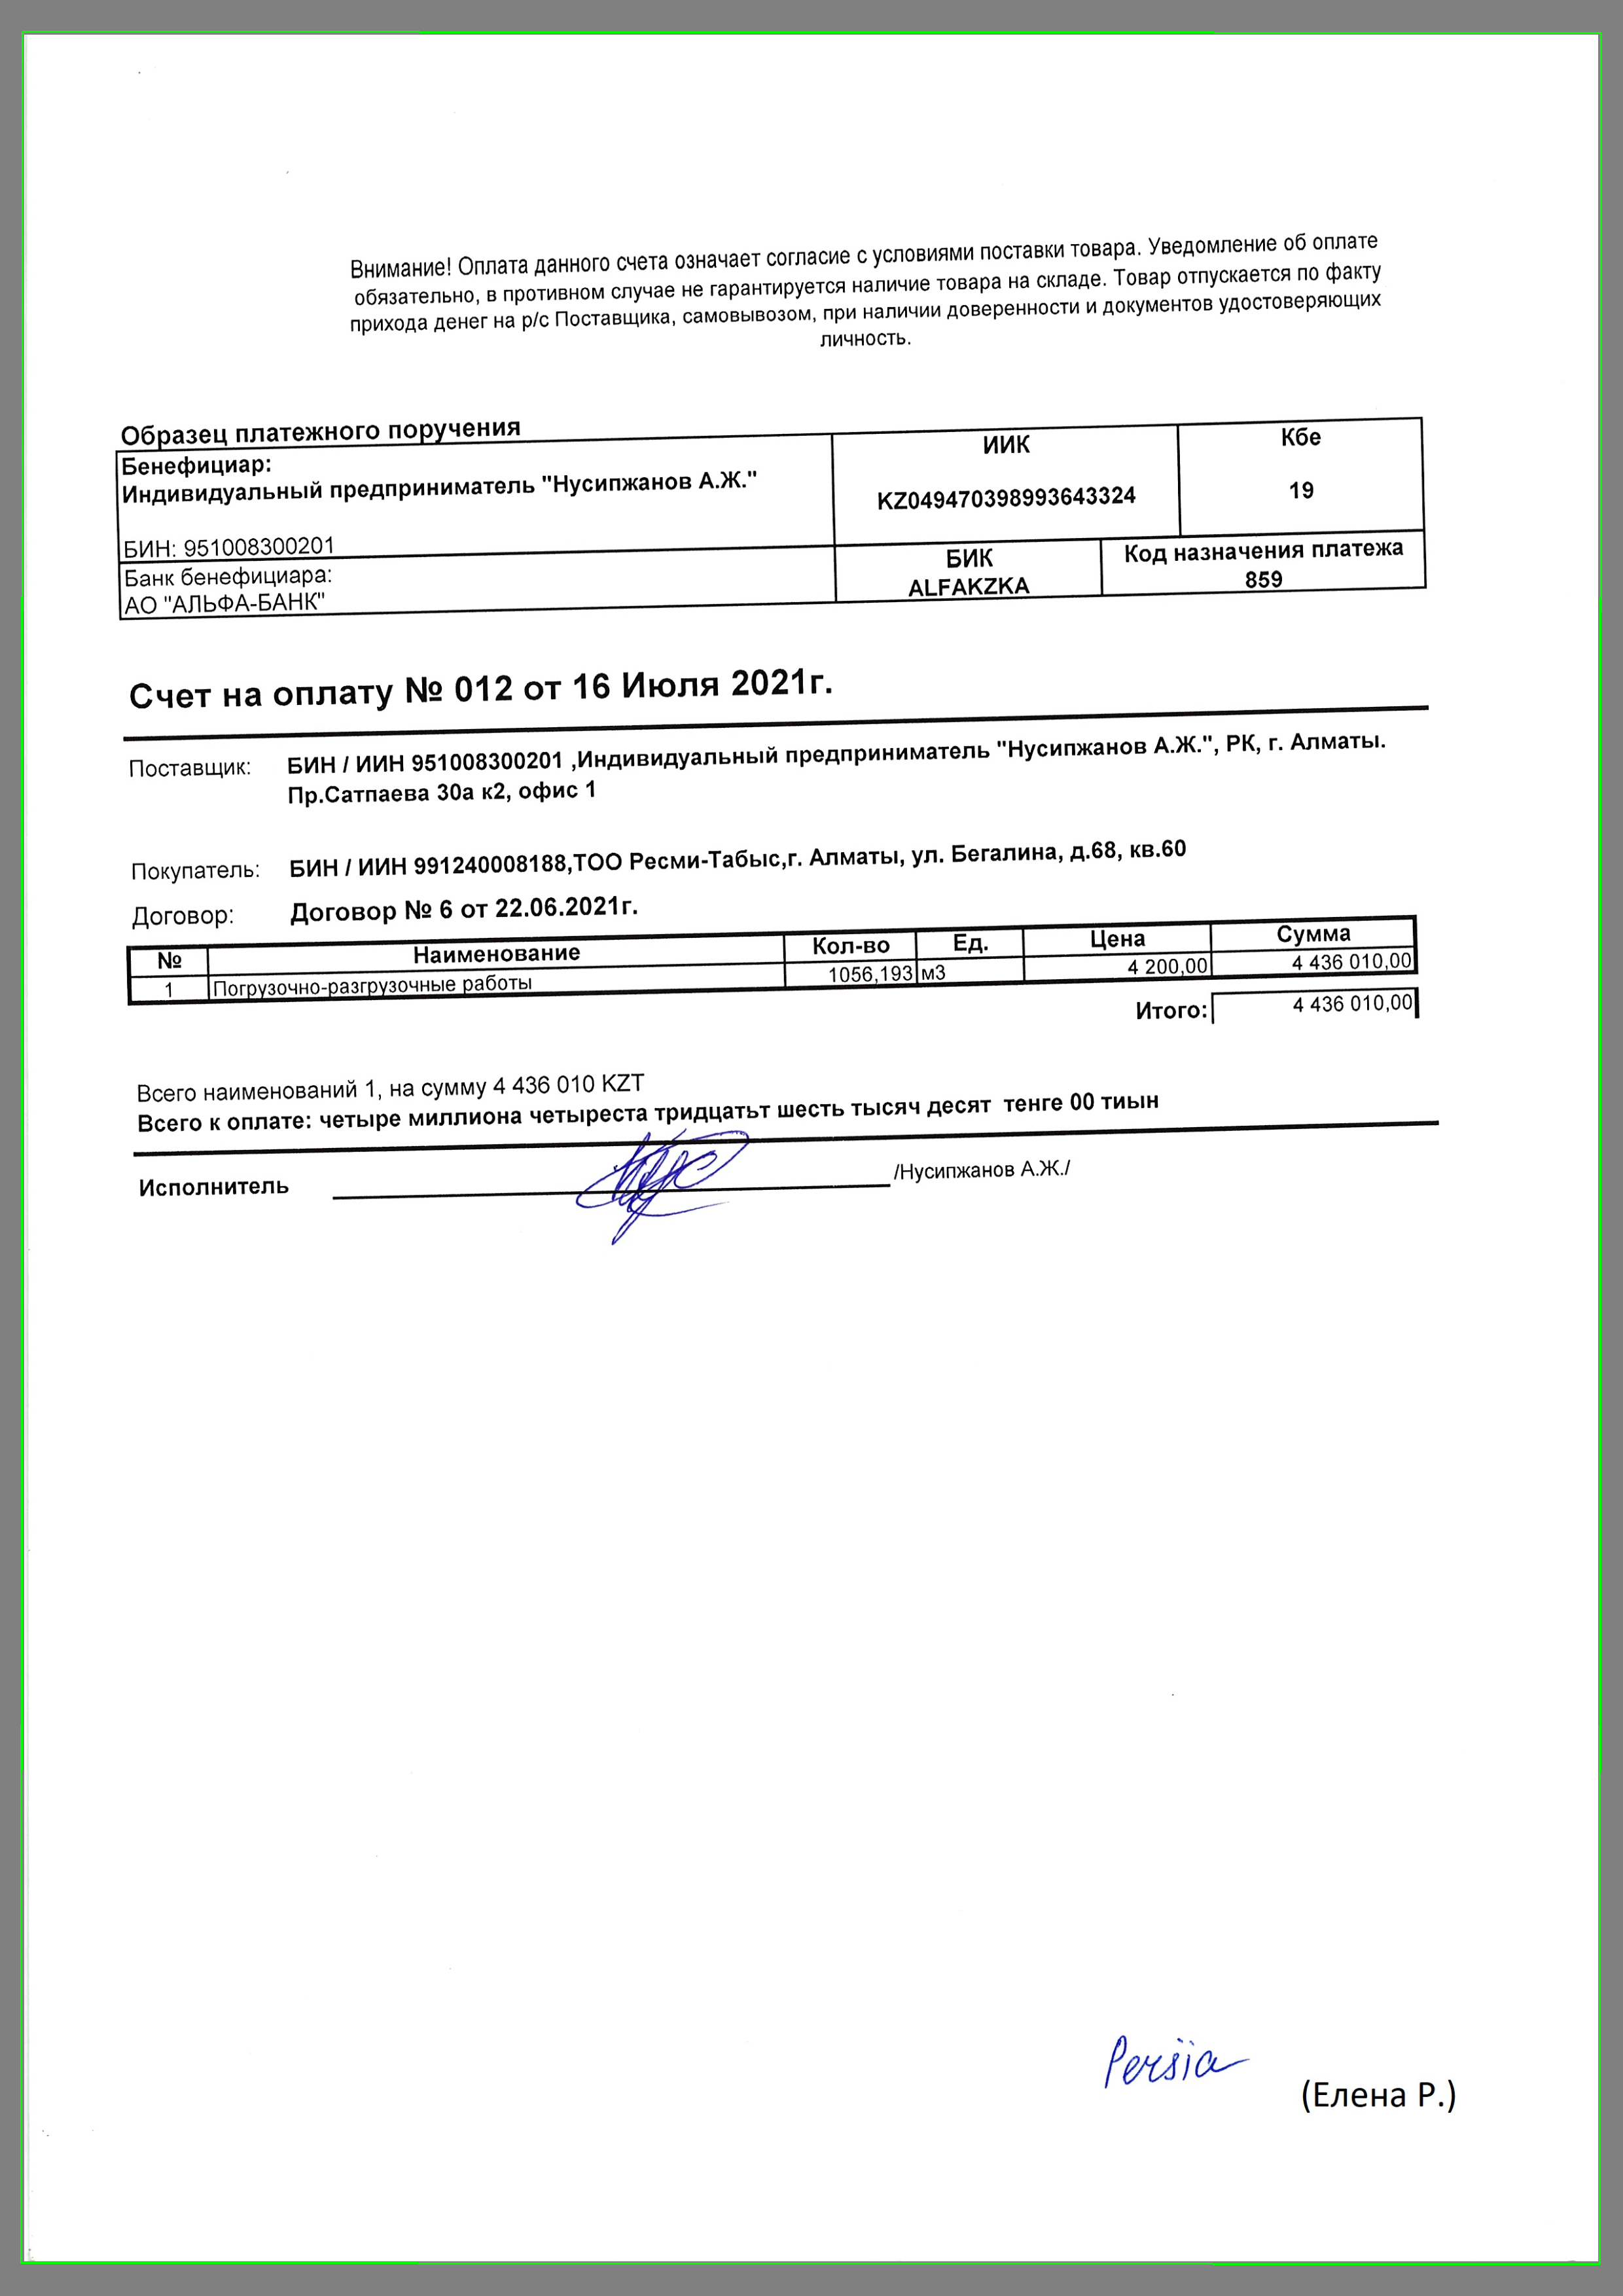 Внимание! Оплата данного счета означает согласие с условиями поставки товара. Уведомление об оплате
обязательно, в противном случае не гарантируется наличие товара на складе. Товар отпускается по факту
прихода денег на р/с Поставщика, самовывозом, при наличии доверенности и документов удостоверяющих
личность.
Образец платежного поручения
Бенефициар:
Индивидуальный предприниматель "Нусипжанов А.Ж."
БИН: 951008300201
ИИК
KZ049470398993643324
Кбе
19
Банк бенефициара:
АО "АЛЬФА-БАНК"
БИК
ALFAKZKA
Код назначения платежа
859
Счет на оплату № 012 от 16 Июля 2021г.
Поставщик: БИН / ИИН 951008300201 ,Индивидуальный предприниматель "Нусипжанов А.Ж.", РК, г. Алматы.
Пр.Сатпаева 30а к2, офис 1
Покупатель: БИН / ИИН 991240008188,ТОО Ресми-Табыс,г. Алматы, ул. Бегалина, д.68, кв.60
Договор: Договор № 6 от 22.06.2021г.
№ Наименование Кол-во Ед. Цена Сумма
1 Погрузочно-разгрузочные работы 1056,193 м3 4 200,00 4 436 010,00
Итого: 4 436 010,00
Всего наименований 1, на сумму 4 436 010 KZT
Всего к оплате: четыре миллиона четыреста тридцатьт шесть тысяч десят тенге 00 тиын
Исполнитель /Нусипжанов А.Ж./
Persia
(Елена Р.)